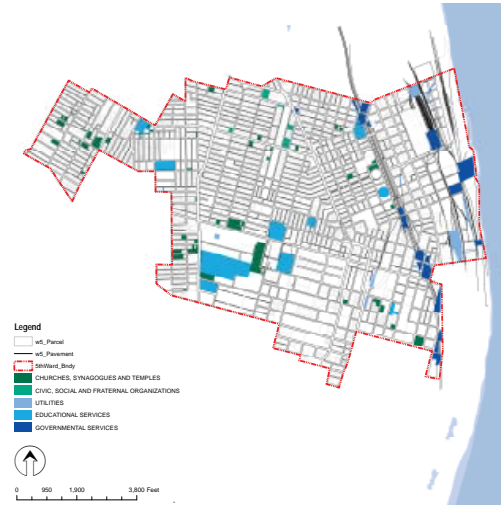 Legend
w5_Parcel
w5_Pavement
5thWard_Bndy
CHURCHES, SYNAGOGUES AND TEMPLES
CIVIC, SOCIAL AND FRATERNAL ORGANIZATIONS
UTILITIES
EDUCATIONAL SERVICES
GOVERNMENTAL SERVICES
0 950 1,900 3,800 Feet